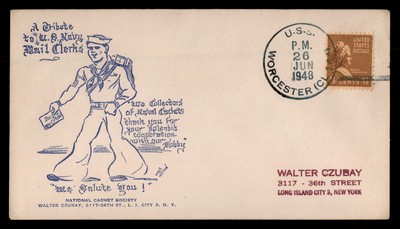 A Tribute
to U.S. Navy
Mail Clerks
"We Collectors
of Naval Cachets
thank you for
your splendid
cooperation
with our
Hobby"
"We Salute You!"
NATIONAL CACHET SOCIETY
WALTER CZUBAY, 3117-36TH ST., L. I. CITY 3, N. Y.
U.S.S.
P.M.
26
JUN
1948
WORCESTER (CL
UNITED STATES
POSTAGE
WALTER CZUBAY
3117 - 36th STREET
LONG ISLAND CITY 3, NEW YORK